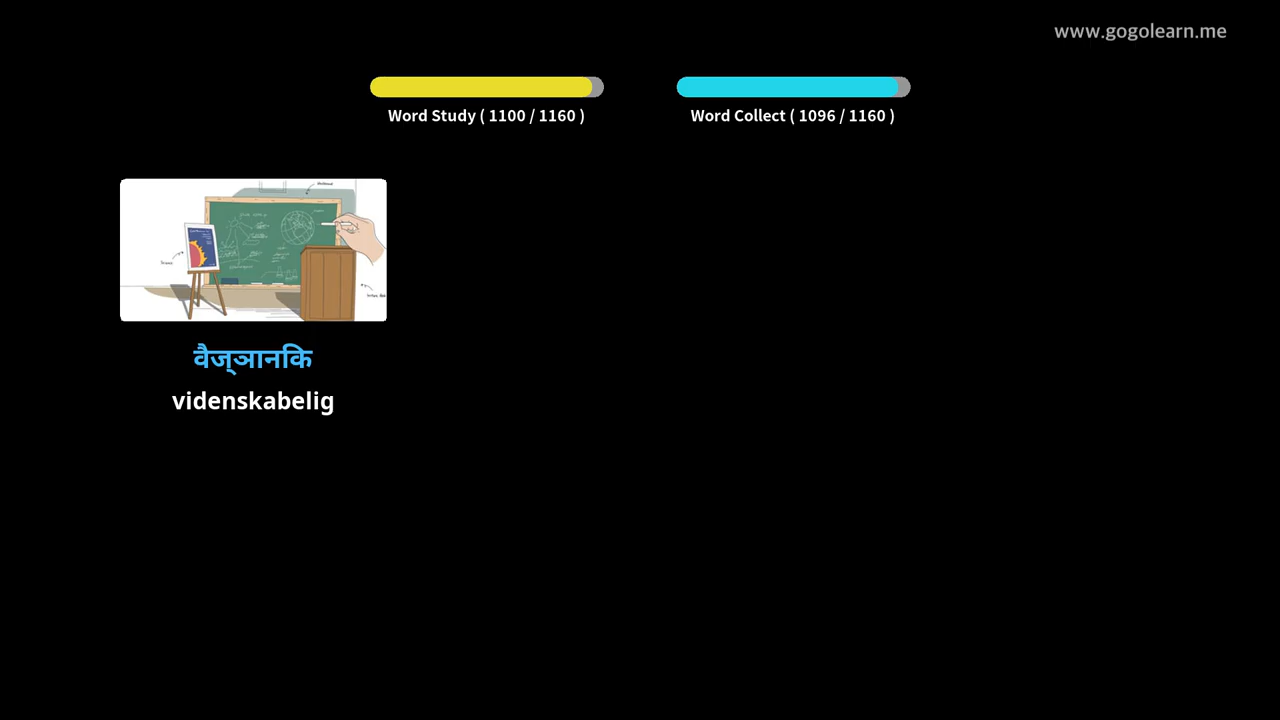 www.gogolearn.me
Word Study ( 1100 / 1160 )
Word Collect ( 1096 / 1160 )
वैज्ञानिक
videnskabelig